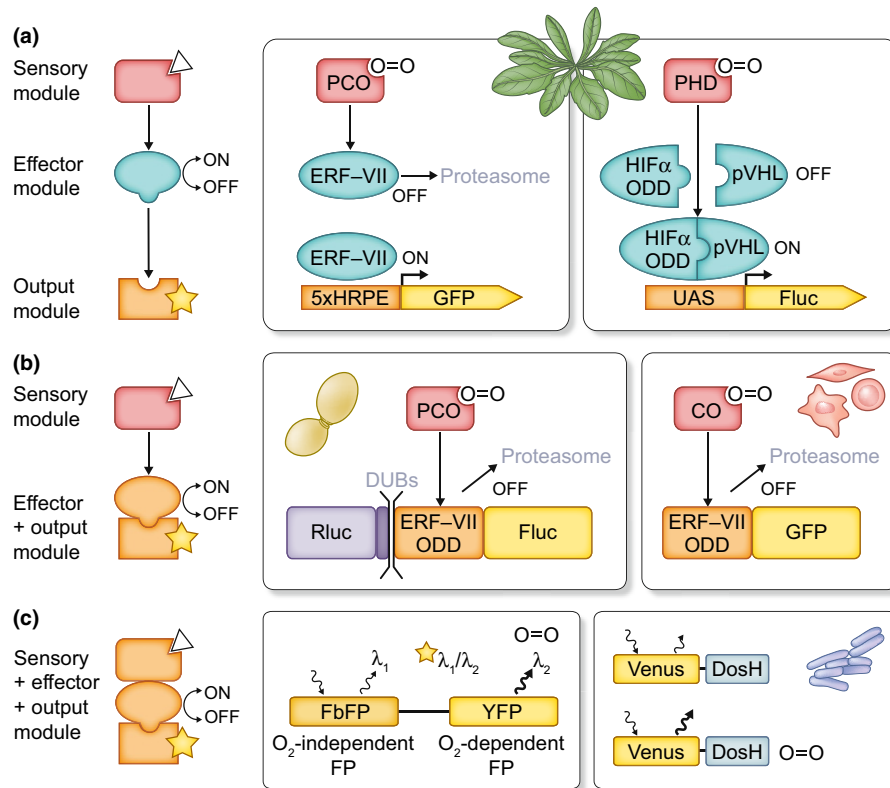 (a)
Sensory
module
Effector
module
ON
OFF
Output
module
PCO
O=O
ERF–VII
OFF
Proteasome
ERF–VII
ON
5xHRPE
GFP
PHD
O=O
HIFα
ODD
pVHL
OFF
HIFα
ODD
pVHL
ON
UAS
Fluc
(b)
Sensory
module
Effector
+ output
module
ON
OFF
PCO
O=O
DUBs
Proteasome
OFF
Rluc
ERF–VII
ODD
Fluc
CO
O=O
Proteasome
OFF
ERF–VII
ODD
GFP
(c)
Sensory
+ effector
+ output
module
ON
OFF
λ1
λ1/λ2
O=O
λ2
FbFP
YFP
O2-independent
FP
O2-dependent
FP
Venus
DosH
Venus
DosH
O=O